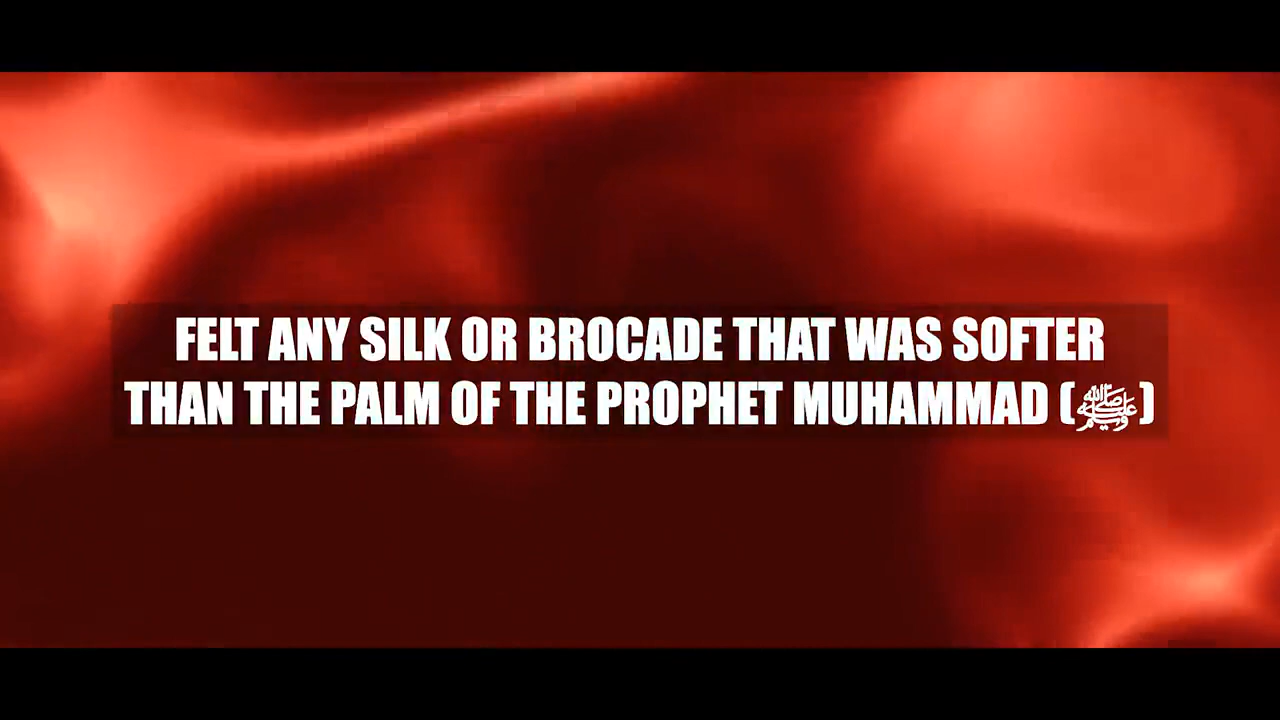 FELT ANY SILK OR BROCADE THAT WAS SOFTER
THAN THE PALM OF THE PROPHET MUHAMMAD (ﷺ)